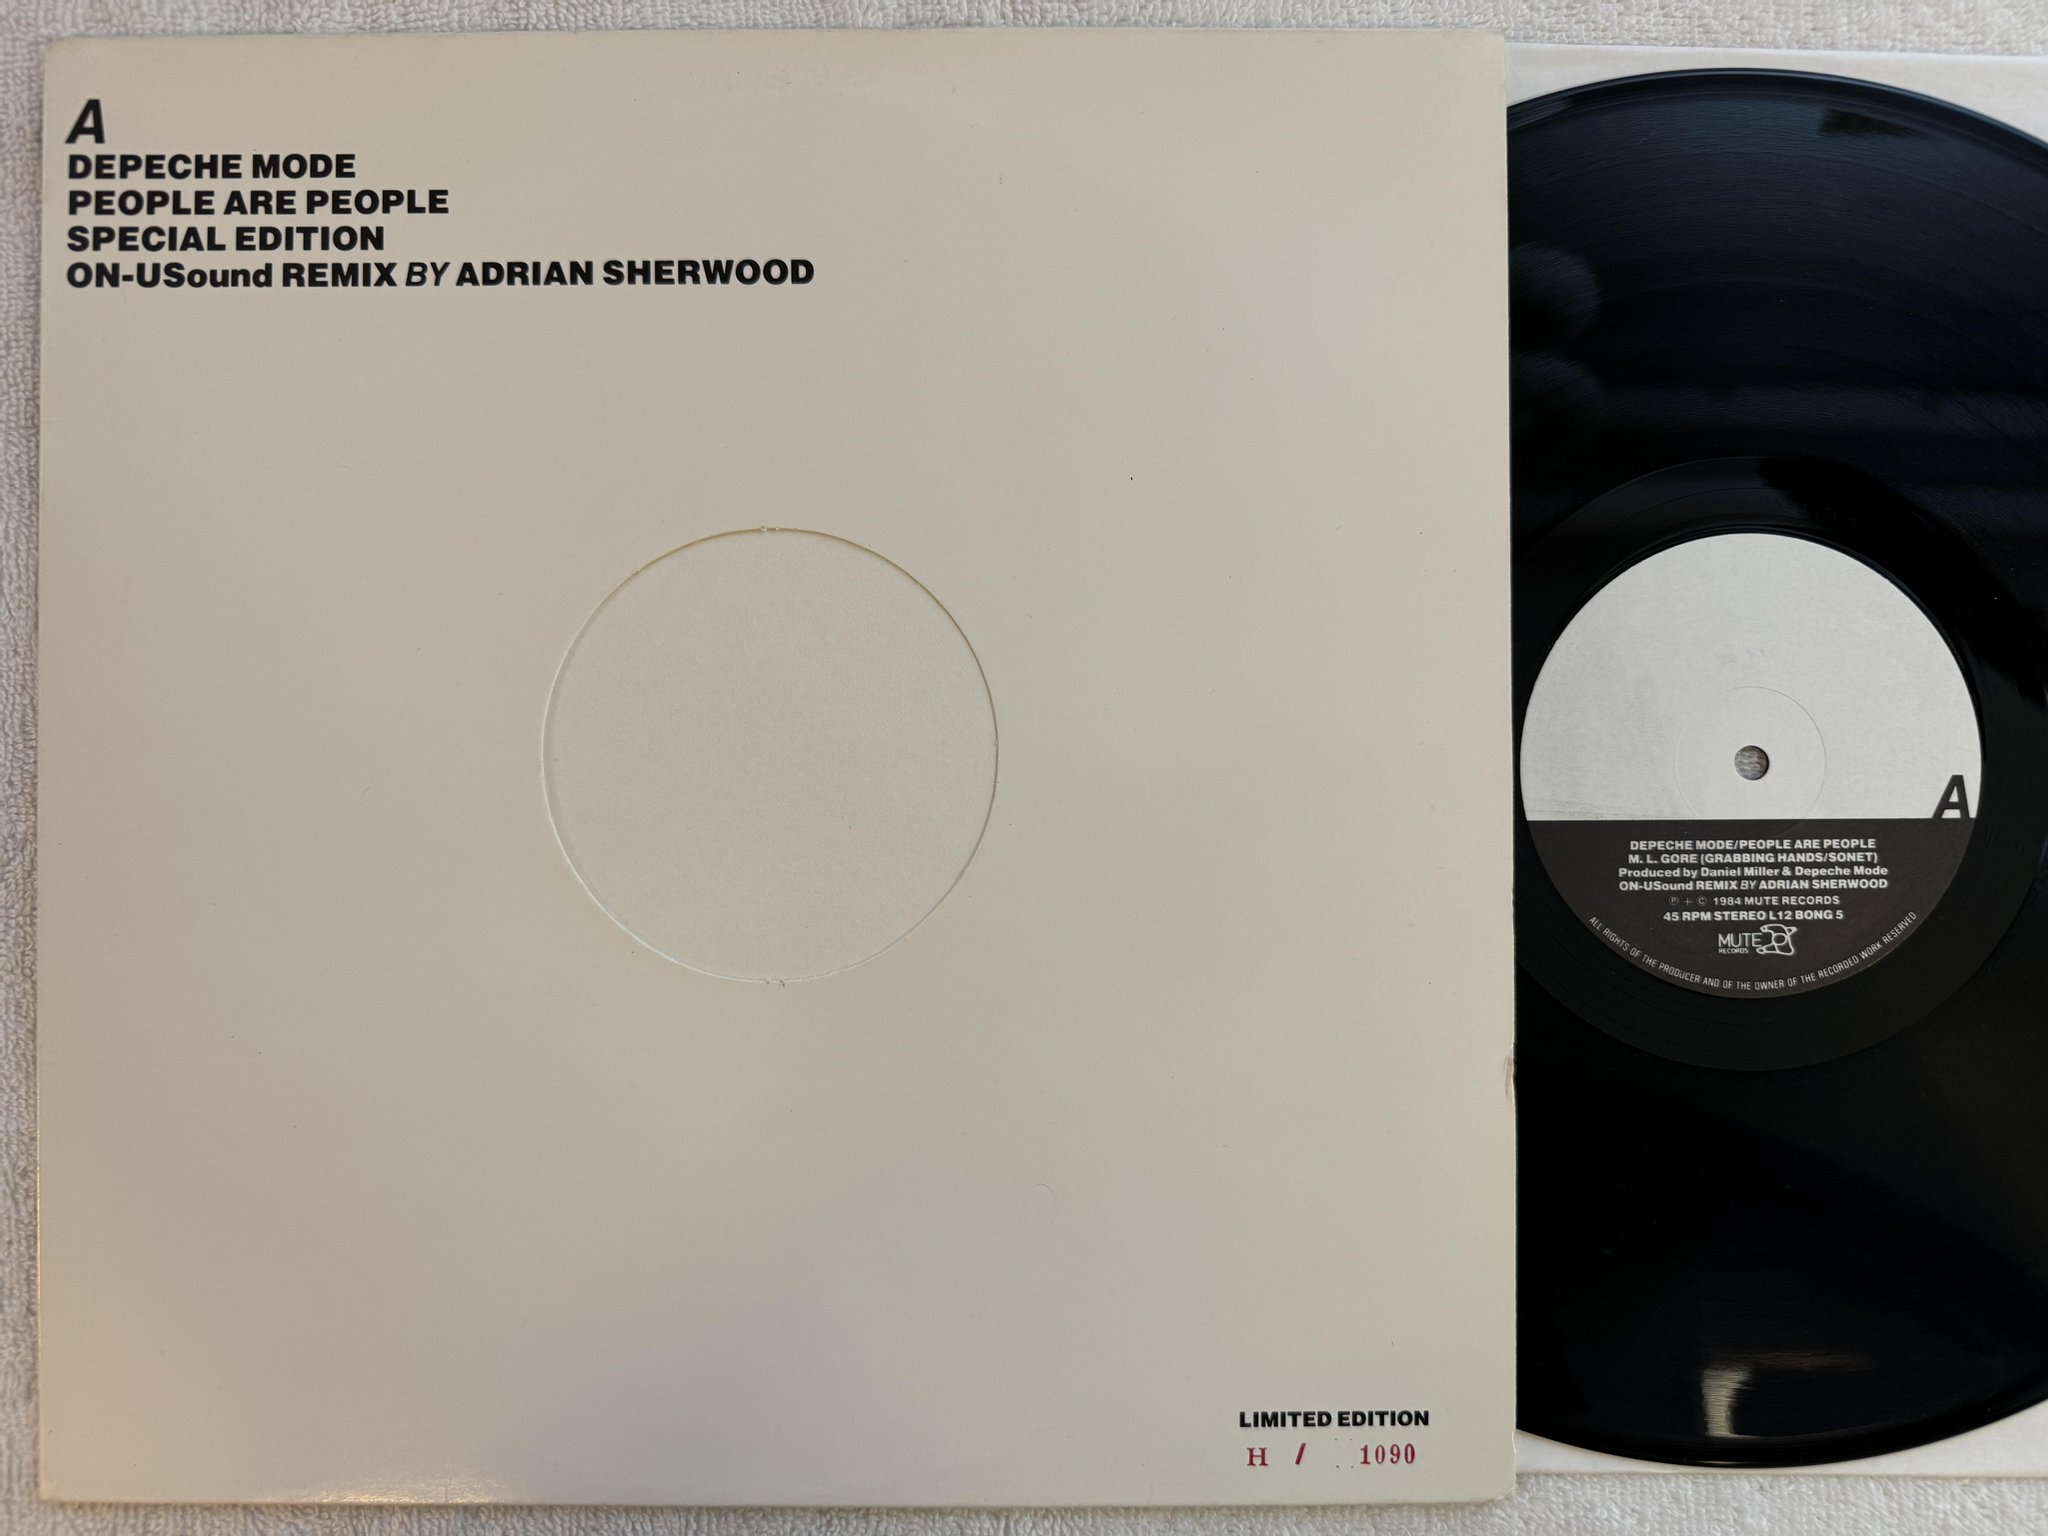 A
DEPECHE MODE
PEOPLE ARE PEOPLE
SPECIAL EDITION
ON-USound REMIX BY ADRIAN SHERWOOD
LIMITED EDITION
H / 1090
A
DEPECHE MODE/PEOPLE ARE PEOPLE
M. L. GORE (GRABBING HANDS/SONET)
Produced by Daniel Miller & Depeche Mode
ON-USound REMIX BY ADRIAN SHERWOOD
℗ + © 1984 MUTE RECORDS
45 RPM STEREO L12 BONG 5
MUTE
RECORDS
ALL RIGHTS OF THE PRODUCER AND OF THE OWNER OF THE RECORDED WORK RESERVED